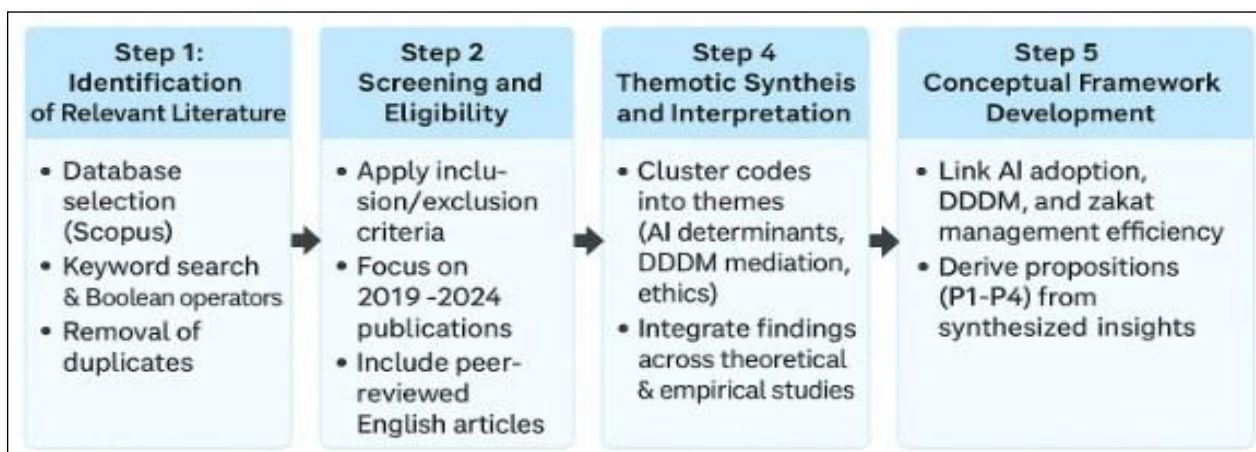 Step 1:
Identification
of Relevant Literature
• Database
selection
(Scopus)
• Keyword search
& Boolean operators
• Removal of
duplicates
Step 2
Screening and
Eligibility
• Apply inclu-
sion/exclusion
criteria
• Focus on
2019 -2024
publications
• Include peer-
reviewed
English articles
Step 4
Themotic Syntheis
and Interpretation
• Cluster codes
into themes
(AI determinants,
DDDM mediation,
ethics)
• Integrate findings
across theoretical
& empirical studies
Step 5
Conceptual Framework
Development
• Link AI adoption,
DDDM, and zakat
management efficiency
• Derive propositions
(P1-P4) from
synthesized insights